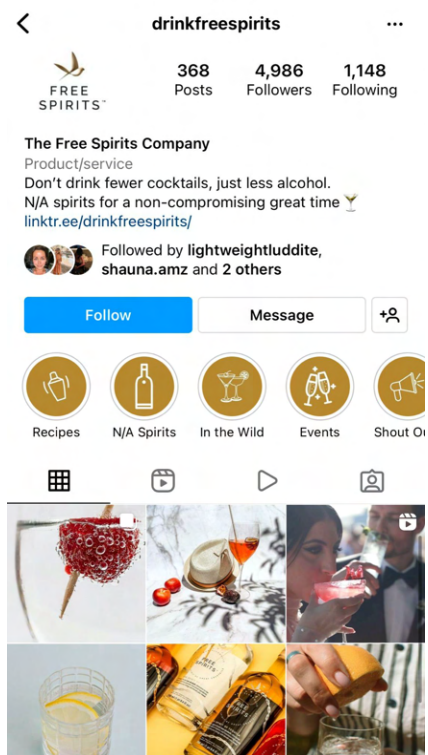 drinkfreespirits
368 4,986 1,148
Posts Followers Following
FREE
SPIRITS™
The Free Spirits Company
Product/service
Don't drink fewer cocktails, just less alcohol.
N/A spirits for a non-compromising great time🍸
linktr.ee/drinkfreespirits/
Followed by lightweightluddite,
shauna.amz and 2 others
Follow Message
Recipes N/A Spirits In the Wild Events Shout Ou
FREE
SPIRITS